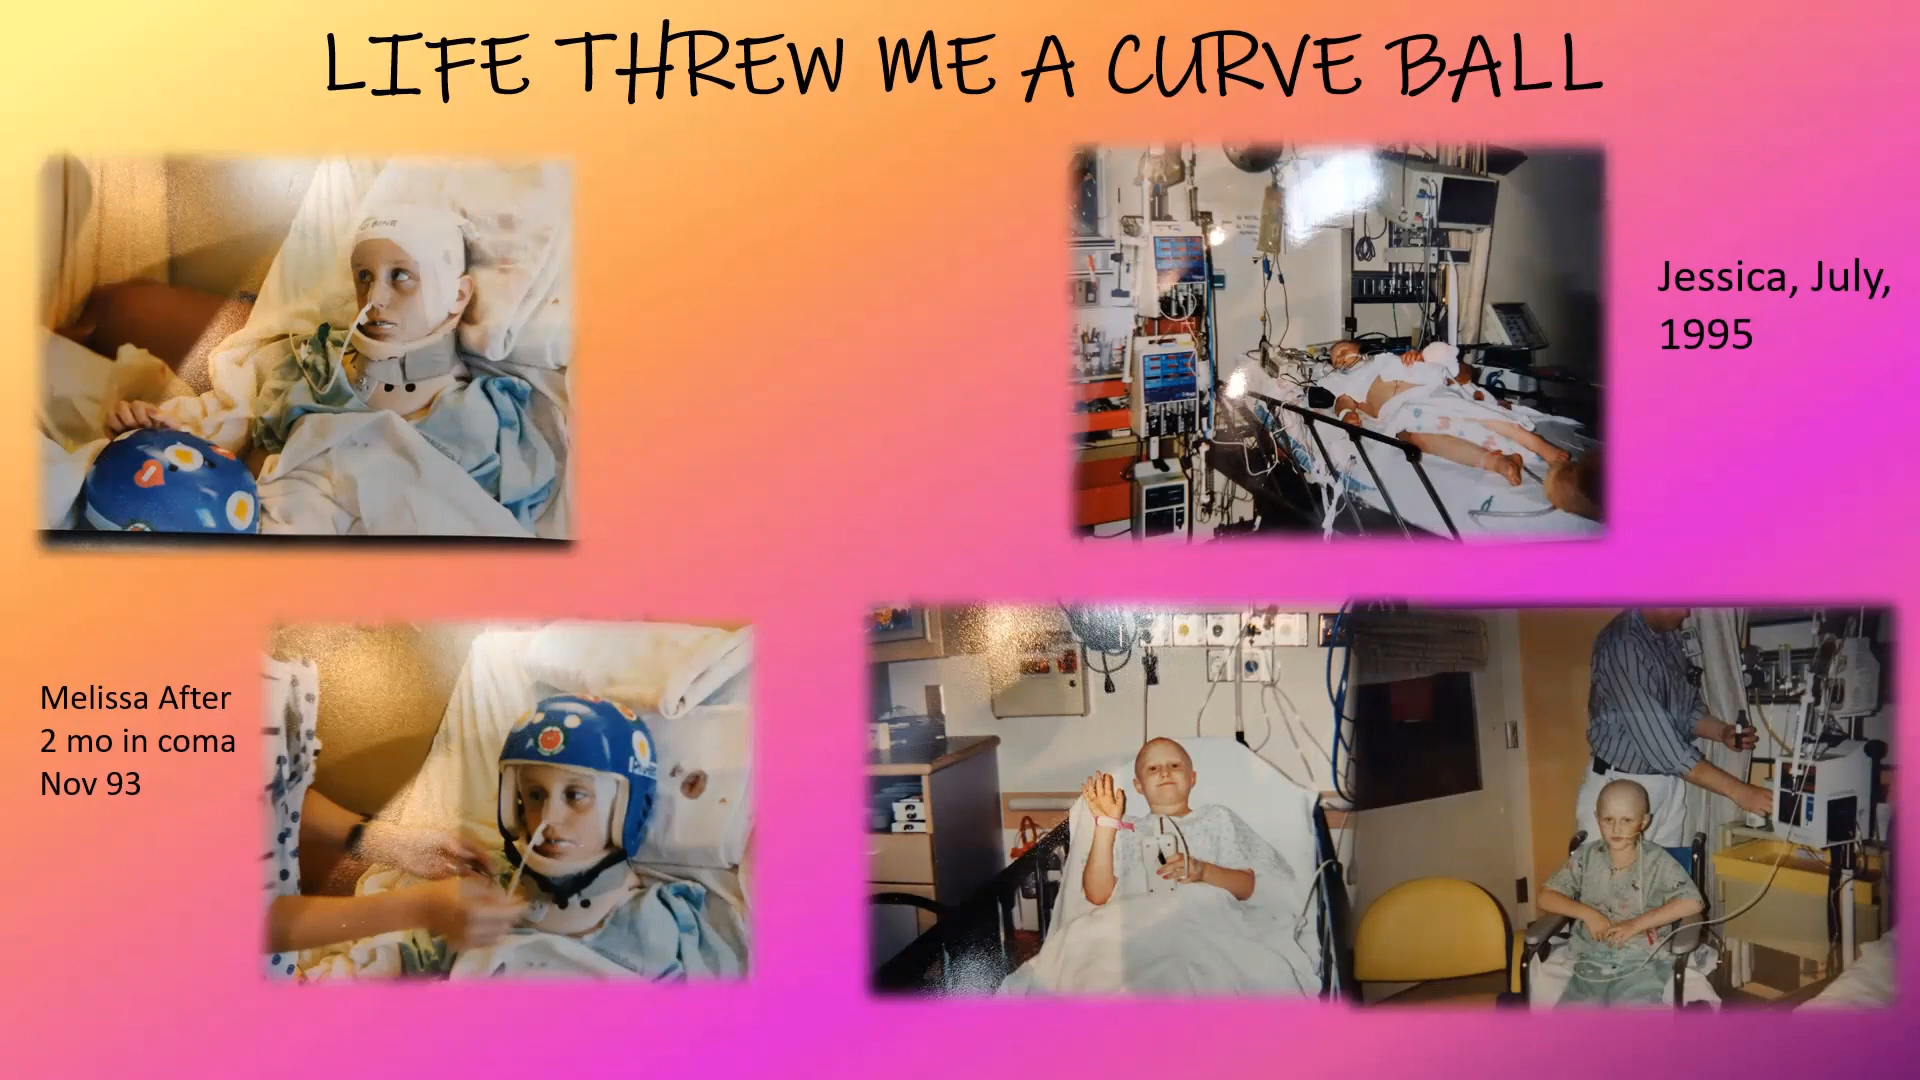 LIFE THREW ME A CURVE BALL
Jessica, July,
1995
Melissa After
2 mo in coma
Nov 93